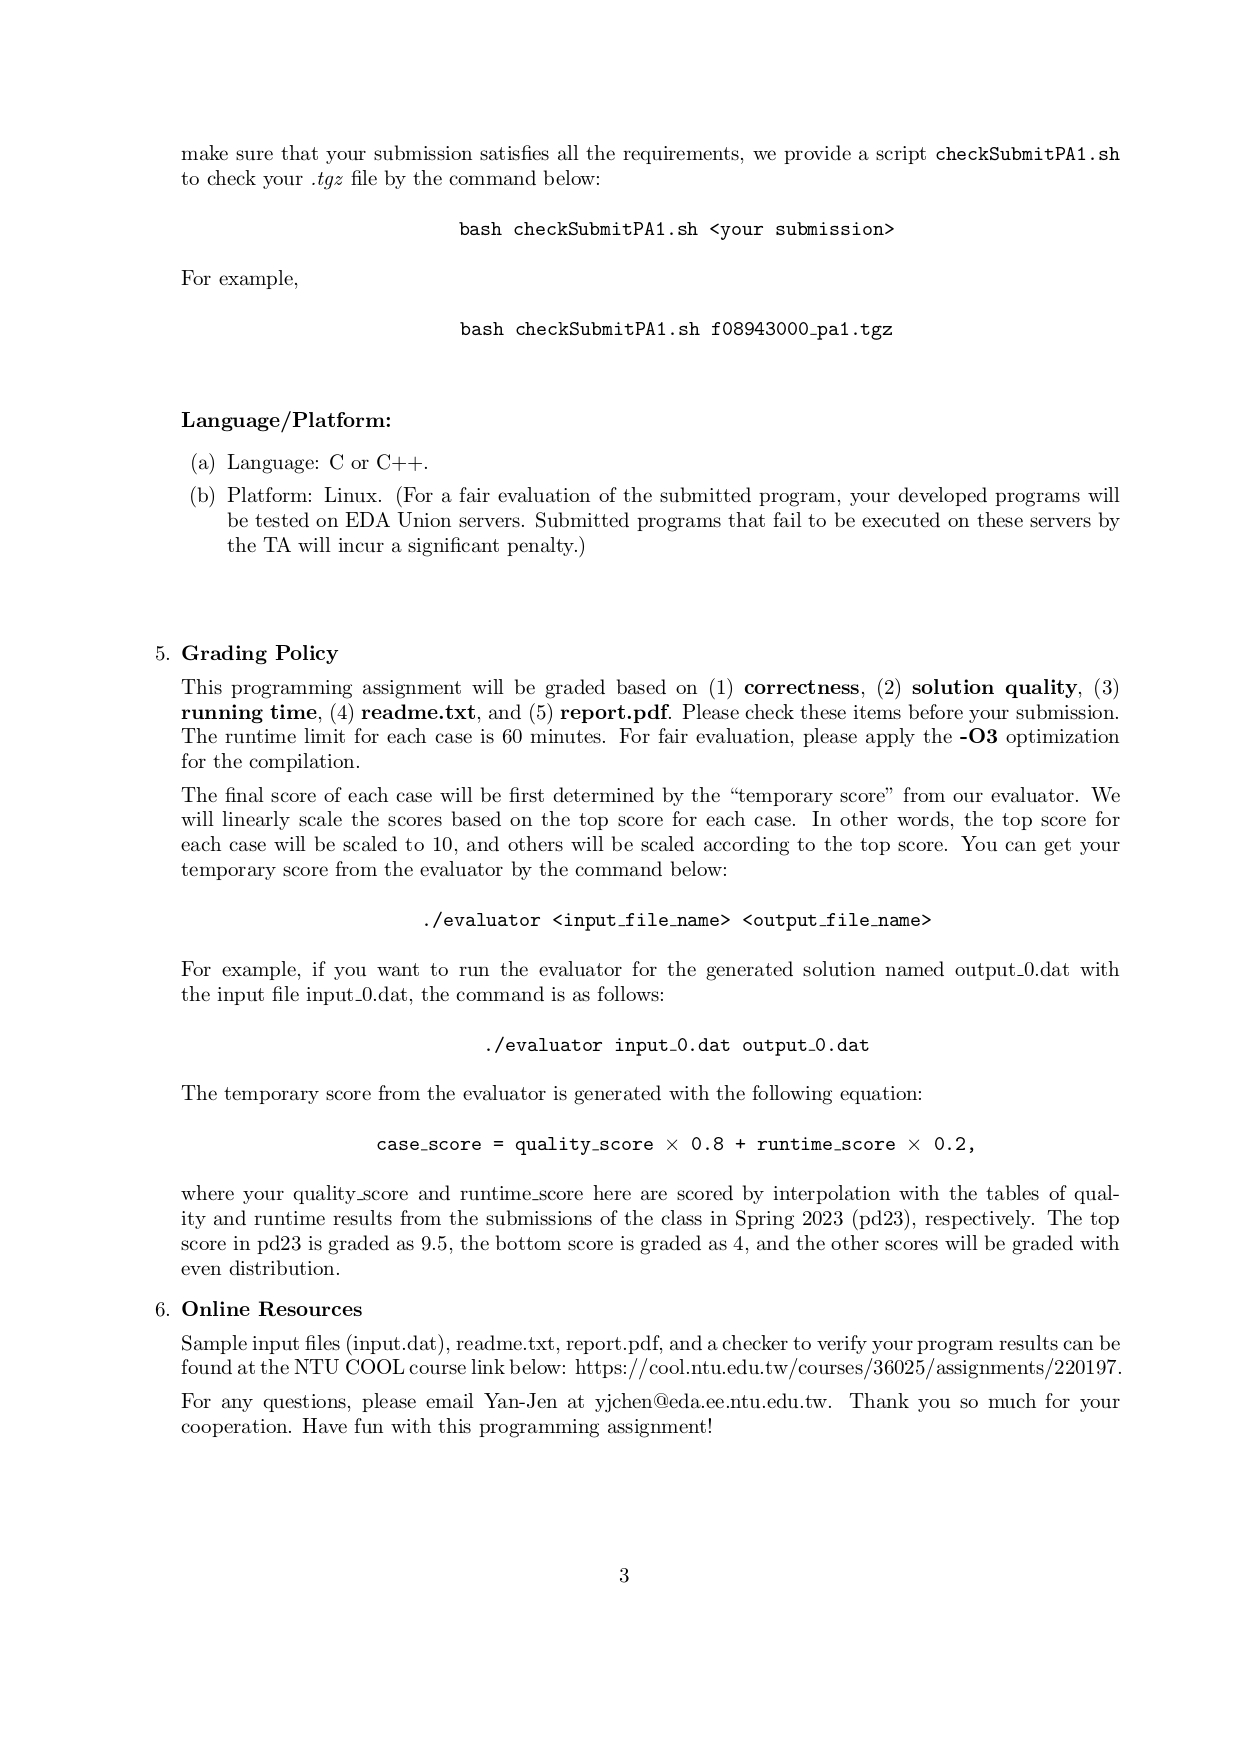 make sure that your submission satisfies all the requirements, we provide a script checkSubmitPA1.sh
to check your .tgz file by the command below:
bash checkSubmitPA1.sh <your submission>
For example,
bash checkSubmitPA1.sh f08943000_pa1.tgz
Language/Platform:
(a) Language: C or C++.
(b) Platform: Linux. (For a fair evaluation of the submitted program, your developed programs will
be tested on EDA Union servers. Submitted programs that fail to be executed on these servers by
the TA will incur a significant penalty.)
5. Grading Policy
This programming assignment will be graded based on (1) correctness, (2) solution quality, (3)
running time, (4) readme.txt, and (5) report.pdf. Please check these items before your submission.
The runtime limit for each case is 60 minutes. For fair evaluation, please apply the -O3 optimization
for the compilation.
The final score of each case will be first determined by the “temporary score” from our evaluator. We
will linearly scale the scores based on the top score for each case. In other words, the top score for
each case will be scaled to 10, and others will be scaled according to the top score. You can get your
temporary score from the evaluator by the command below:
./evaluator <input_file_name> <output_file_name>
For example, if you want to run the evaluator for the generated solution named output_0.dat with
the input file input_0.dat, the command is as follows:
./evaluator input_0.dat output_0.dat
The temporary score from the evaluator is generated with the following equation:
case_score = quality_score × 0.8 + runtime_score × 0.2,
where your quality_score and runtime_score here are scored by interpolation with the tables of qual-
ity and runtime results from the submissions of the class in Spring 2023 (pd23), respectively. The top
score in pd23 is graded as 9.5, the bottom score is graded as 4, and the other scores will be graded with
even distribution.
6. Online Resources
Sample input files (input.dat), readme.txt, report.pdf, and a checker to verify your program results can be
found at the NTU COOL course link below: https://cool.ntu.edu.tw/courses/36025/assignments/220197.
For any questions, please email Yan-Jen at yjchen@eda.ee.ntu.edu.tw. Thank you so much for your
cooperation. Have fun with this programming assignment!
3